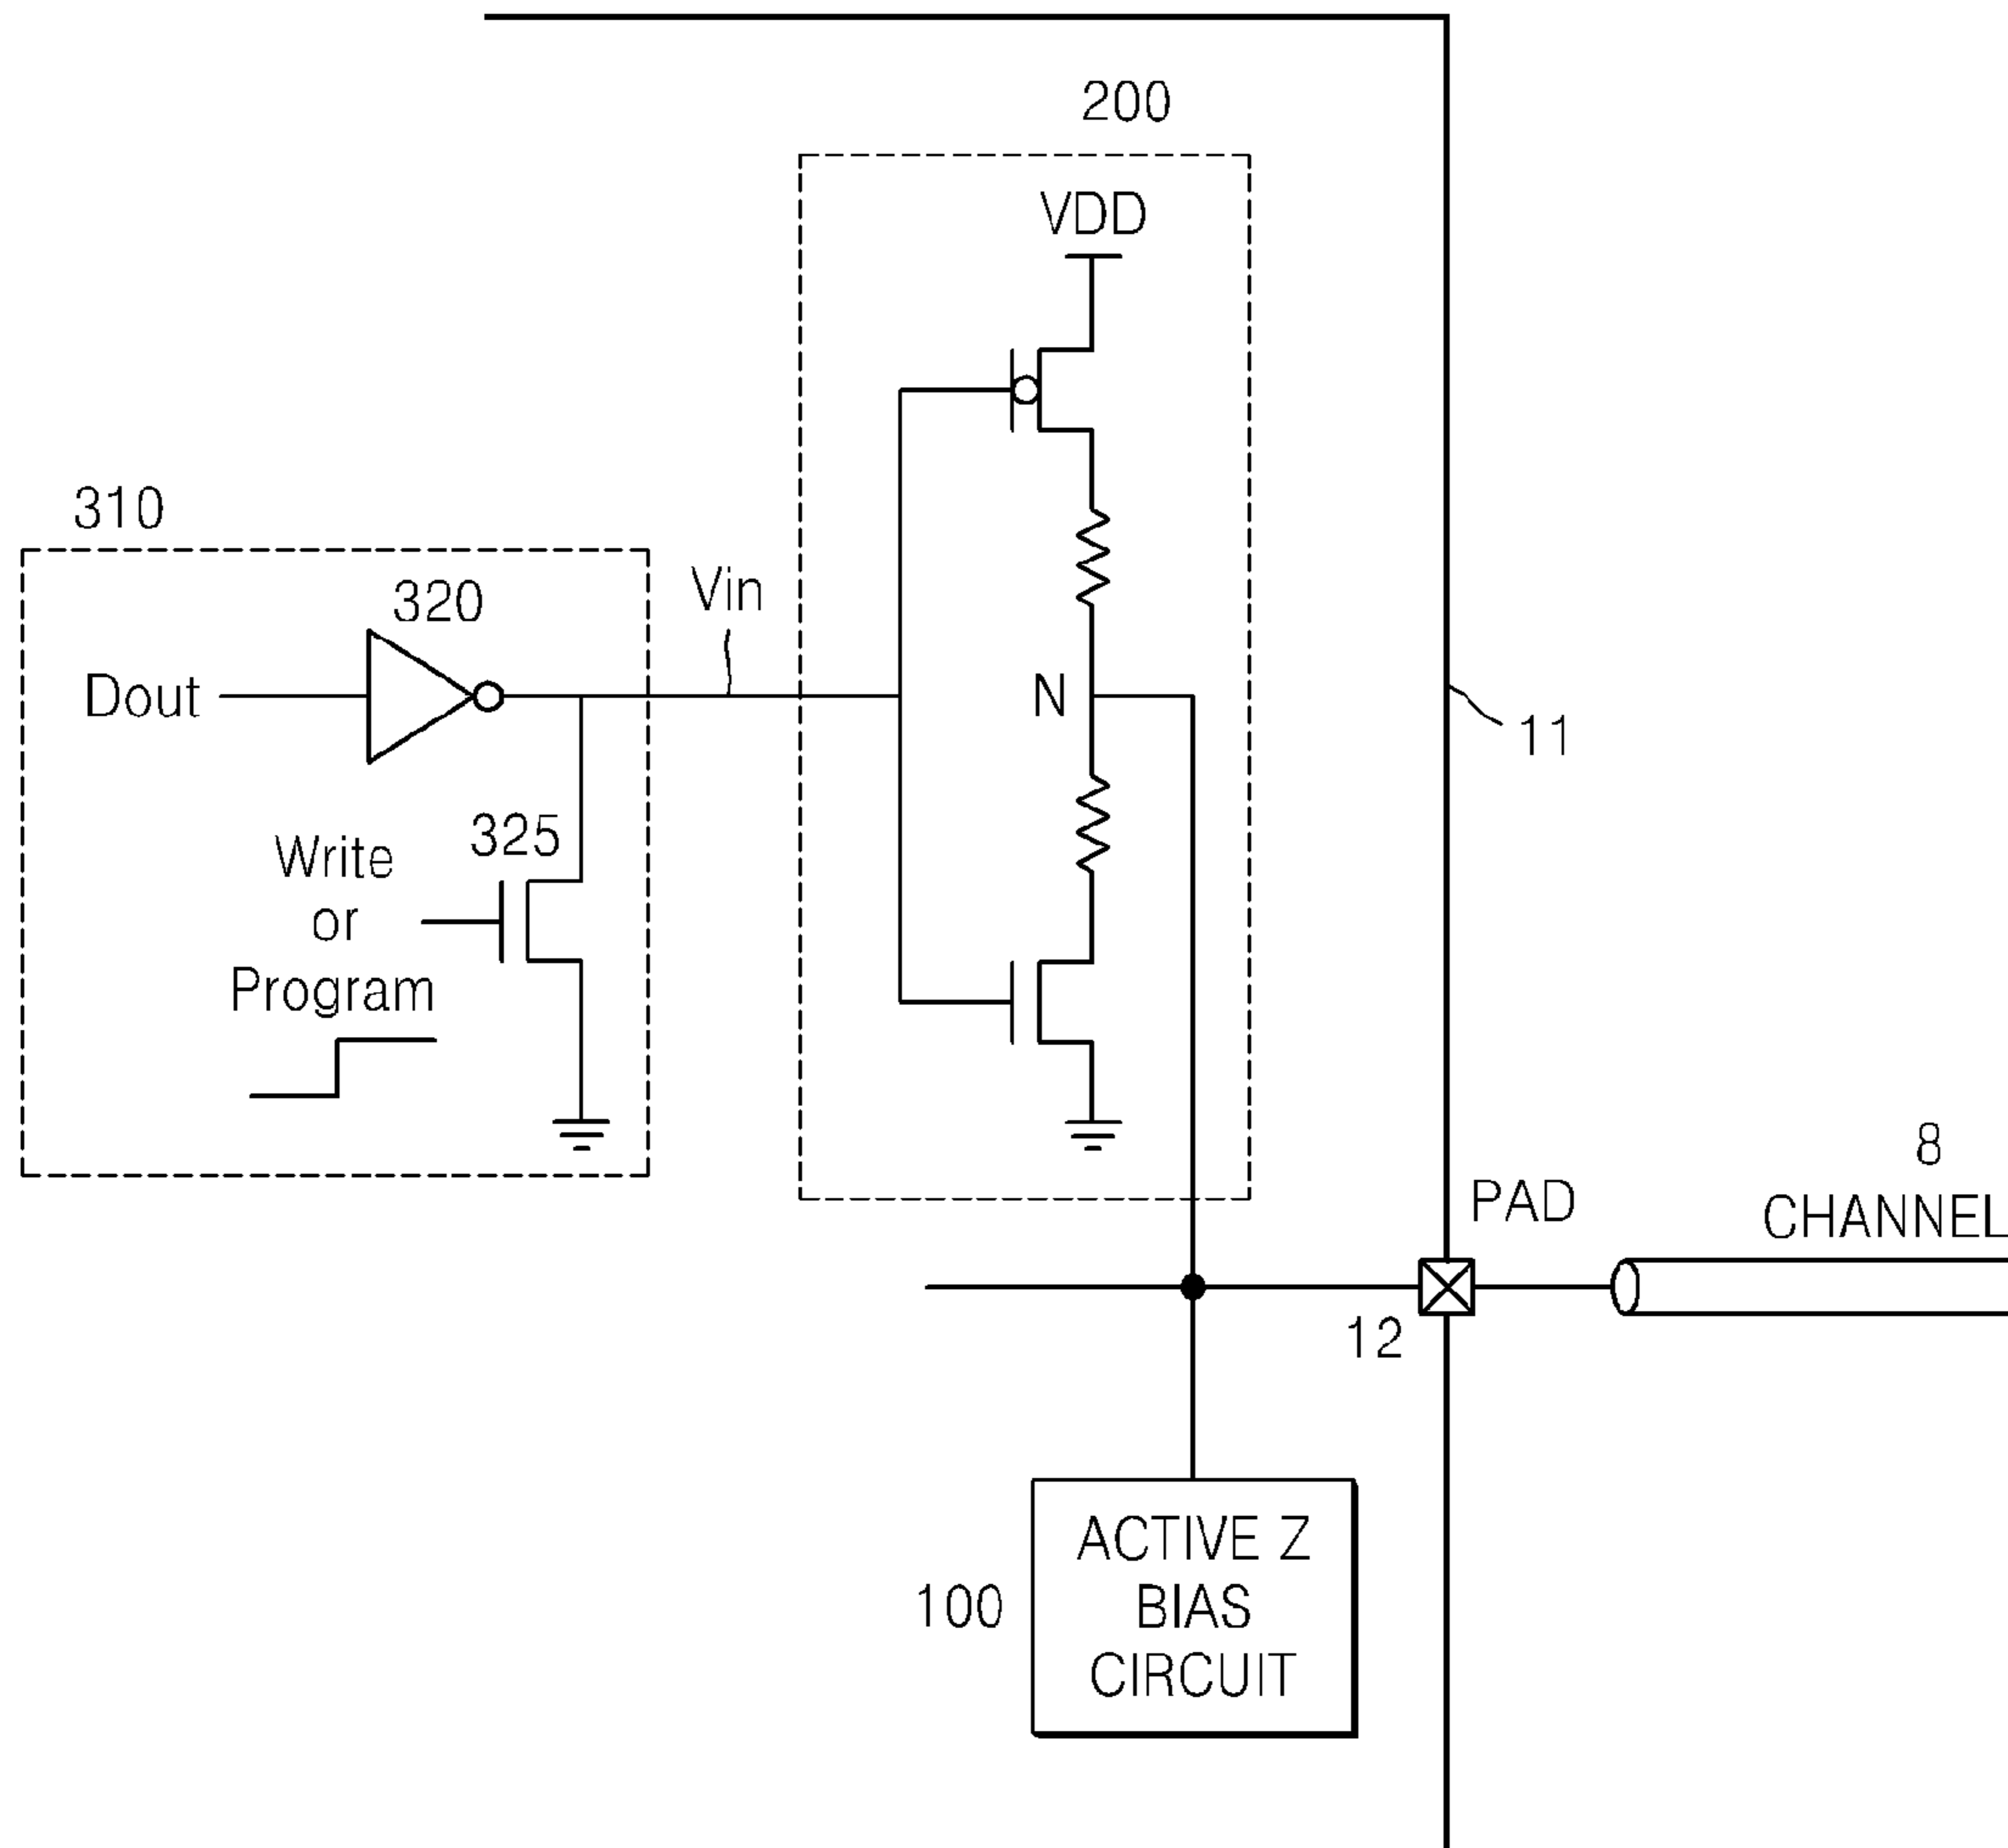 200
VDD
310
320
Vin
Dout
N
11
325
Write
or
Program
8
PAD
CHANNEL
12
ACTIVE Z
BIAS
CIRCUIT
100